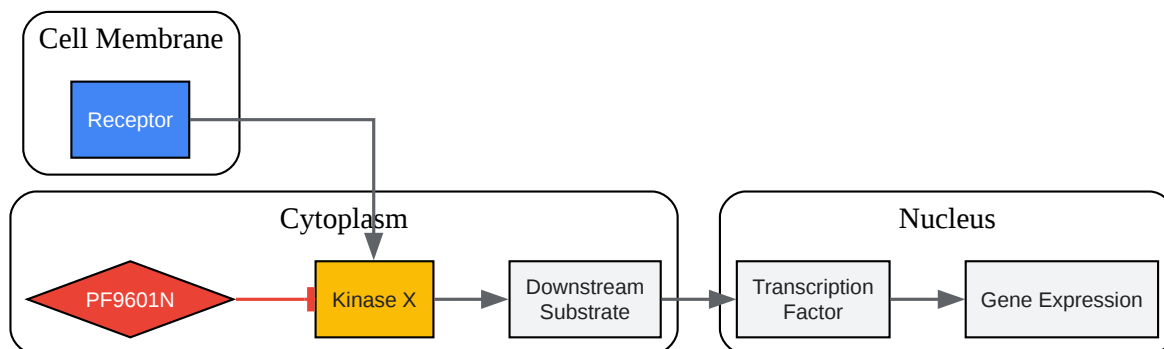 Cell Membrane
Receptor
Cytoplasm
Nucleus
PF9601N
Kinase X
Downstream
Substrate
Transcription
Factor
Gene Expression